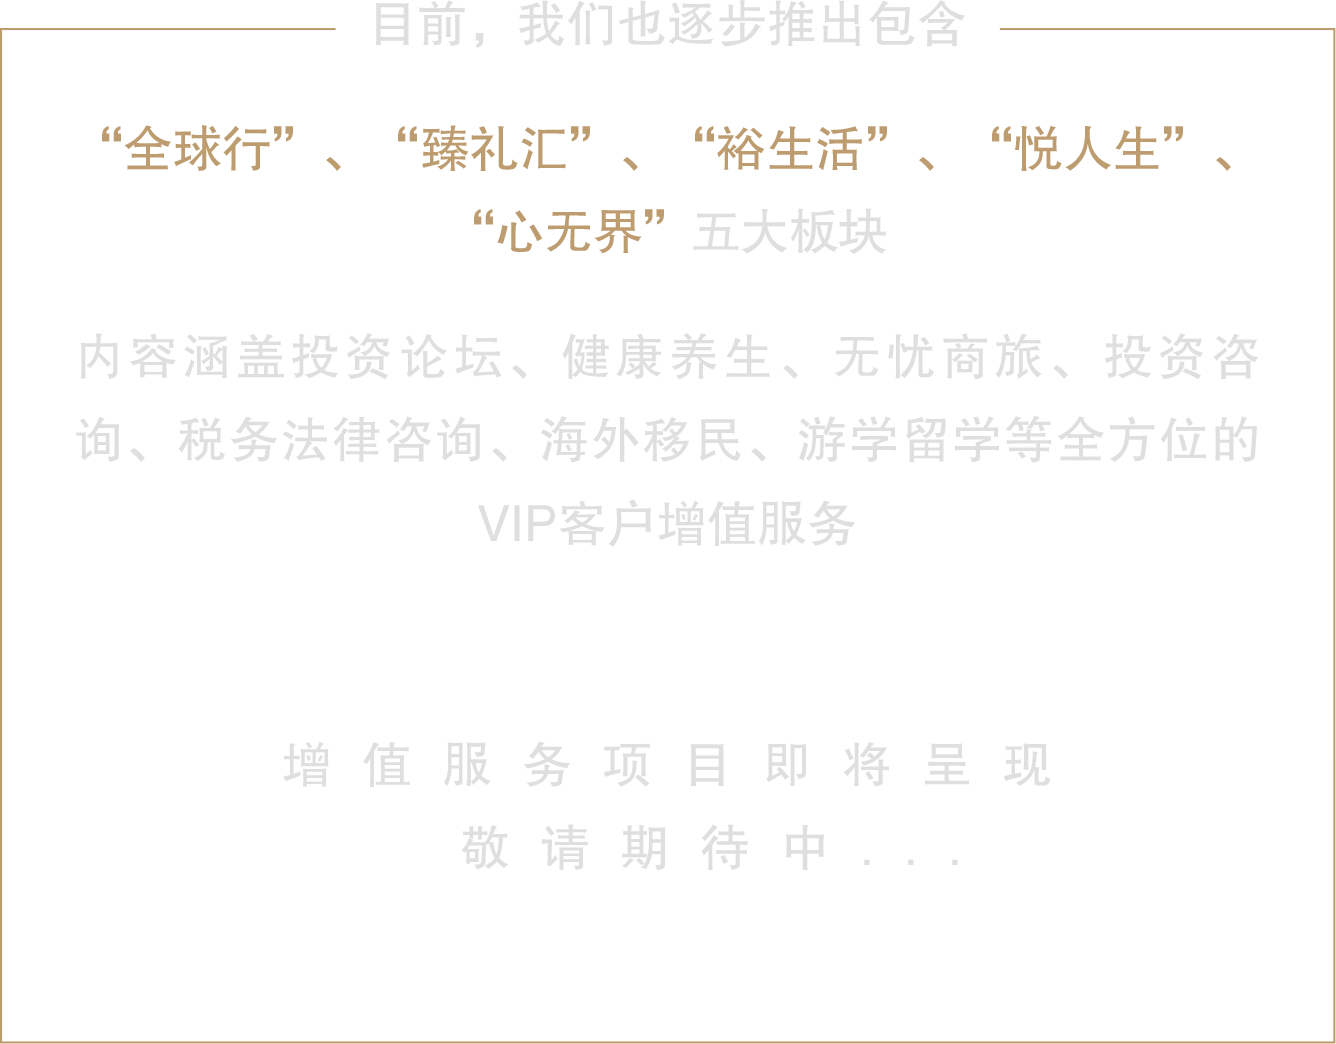 目前，我们也逐步推出包含
“全球行”、“臻礼汇”、“裕生活”、“悦人生”、
“心无界”五大板块
内容涵盖投资论坛、健康养生、无忧商旅、投资咨
询、税务法律咨询、海外移民、游学留学等全方位的
VIP客户增值服务
增值服务项目即将呈现
敬请期待中...